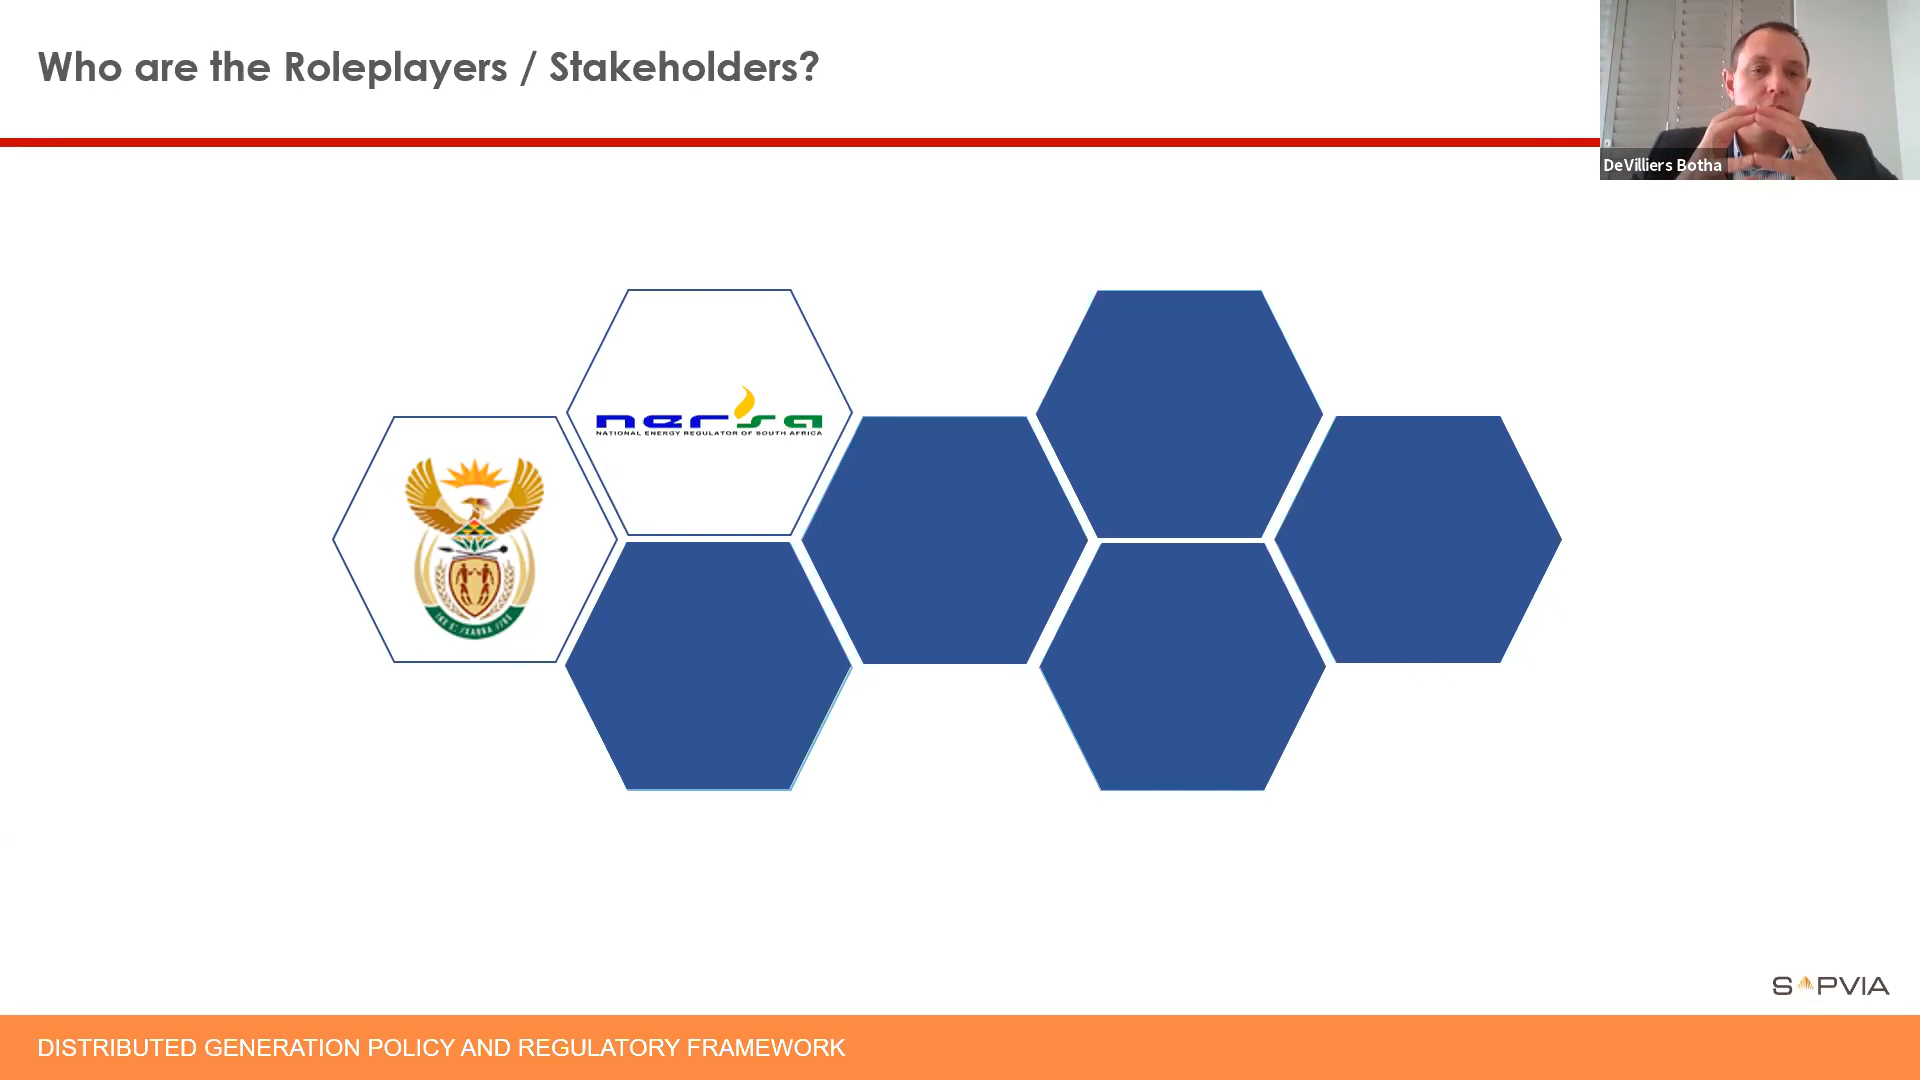 Who are the Roleplayers / Stakeholders?
DeVilliers Botha
nersa
NATIONAL ENERGY REGULATOR OF SOUTH AFRICA
SAPVIA
DISTRIBUTED GENERATION POLICY AND REGULATORY FRAMEWORK